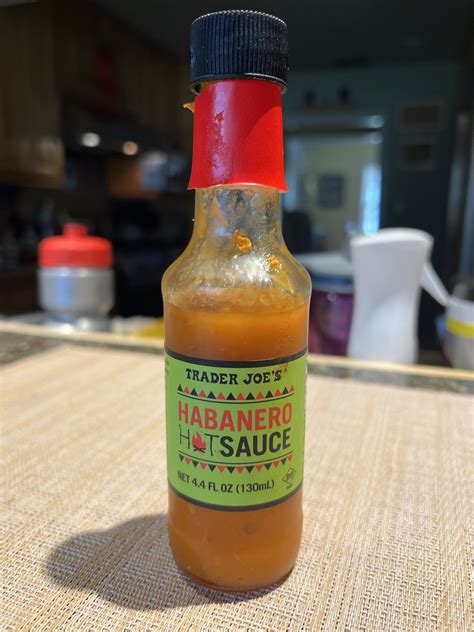 TRADER JOE'S
HABANERO
HOT SAUCE
NET 4.4 FL OZ (130mL)